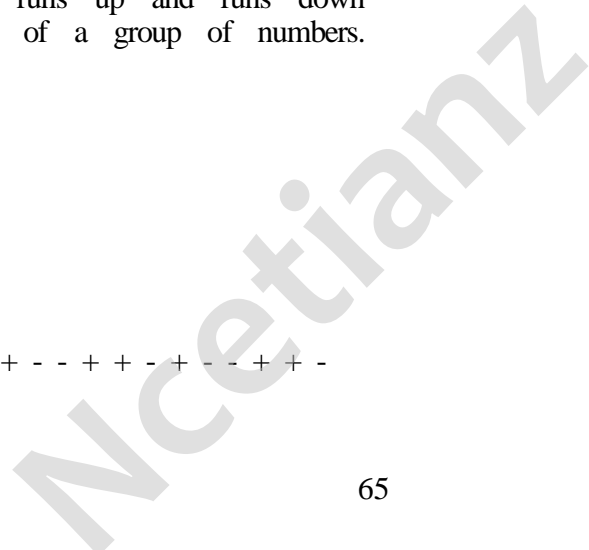 runs up and runs down
of a group of numbers.
+ - - + + - + - - + + -
65
Ncetianz